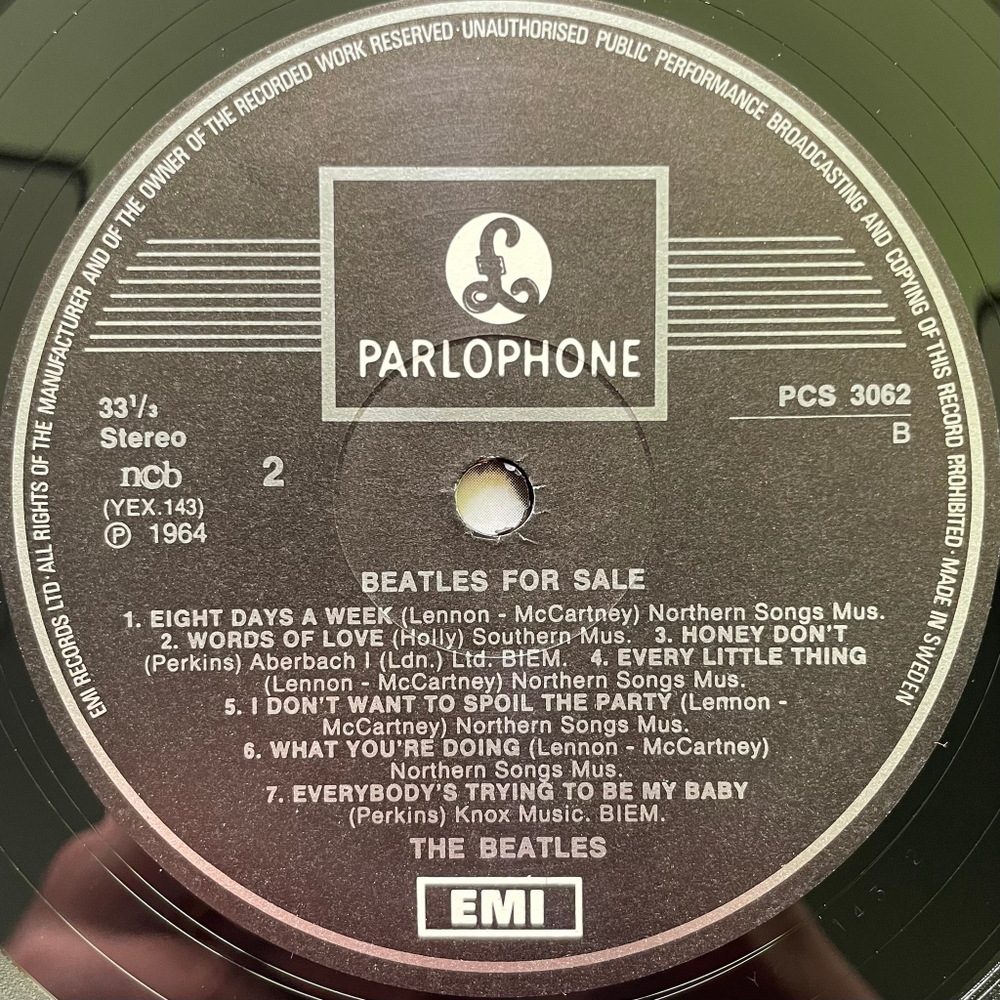 EMI RECORDS LTD · ALL RIGHTS OF THE MANUFACTURER AND OF THE OWNER OF THE RECORDED WORK RESERVED · UNAUTHORISED PUBLIC PERFORMANCE BROADCASTING AND COPYING OF THIS RECORD PROHIBITED · MADE IN SWEDEN
PARLOPHONE
33¹/₃
Stereo
ncb
2
(YEX.143)
Ⓟ 1964
PCS 3062
B
BEATLES FOR SALE
1. EIGHT DAYS A WEEK (Lennon - McCartney) Northern Songs Mus.
2. WORDS OF LOVE (Holly) Southern Mus. 3. HONEY DON'T
(Perkins) Aberbach I (Ldn.) Ltd. BIEM. 4. EVERY LITTLE THING
(Lennon - McCartney) Northern Songs Mus.
5. I DON'T WANT TO SPOIL THE PARTY (Lennon -
McCartney) Northern Songs Mus.
6. WHAT YOU'RE DOING (Lennon - McCartney)
Northern Songs Mus.
7. EVERYBODY'S TRYING TO BE MY BABY
(Perkins) Knox Music. BIEM.
THE BEATLES
EMI